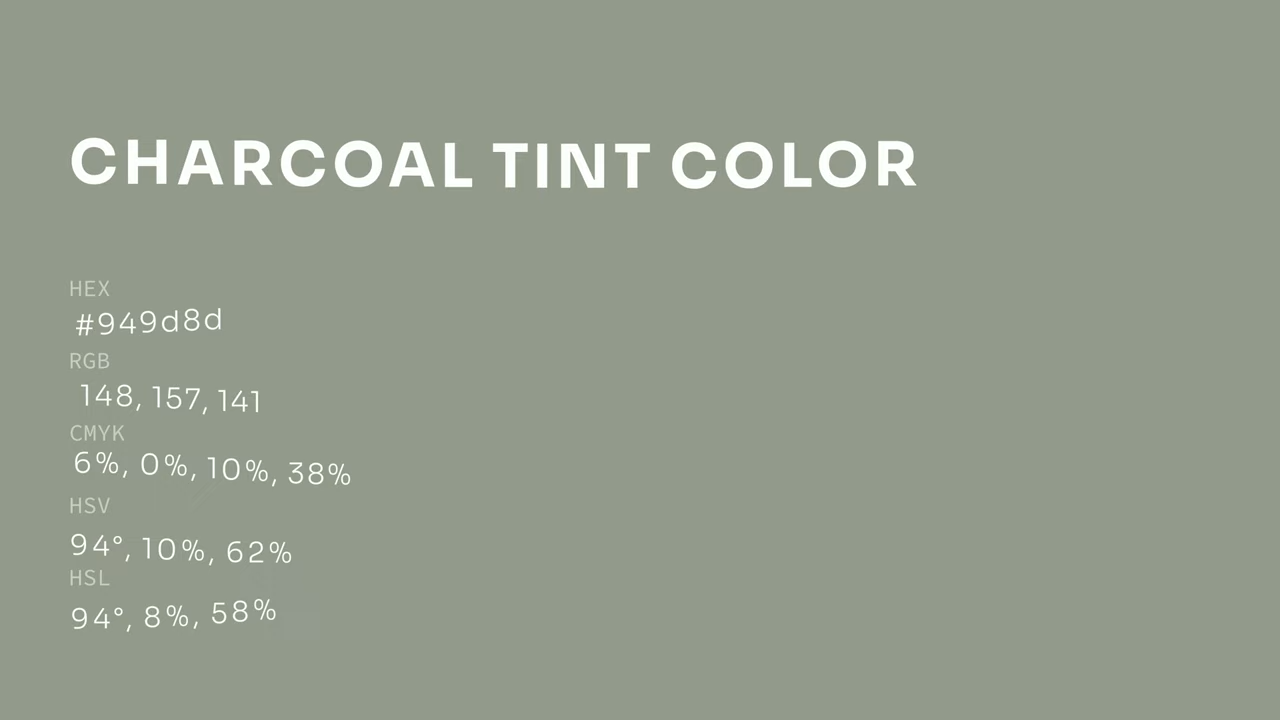 CHARCOAL TINT COLOR
HEX
#949d8d
RGB
148, 157, 141
CMYK
6%, 0%, 10%, 38%
HSV
94°, 10%, 62%
HSL
94°, 8%, 58%